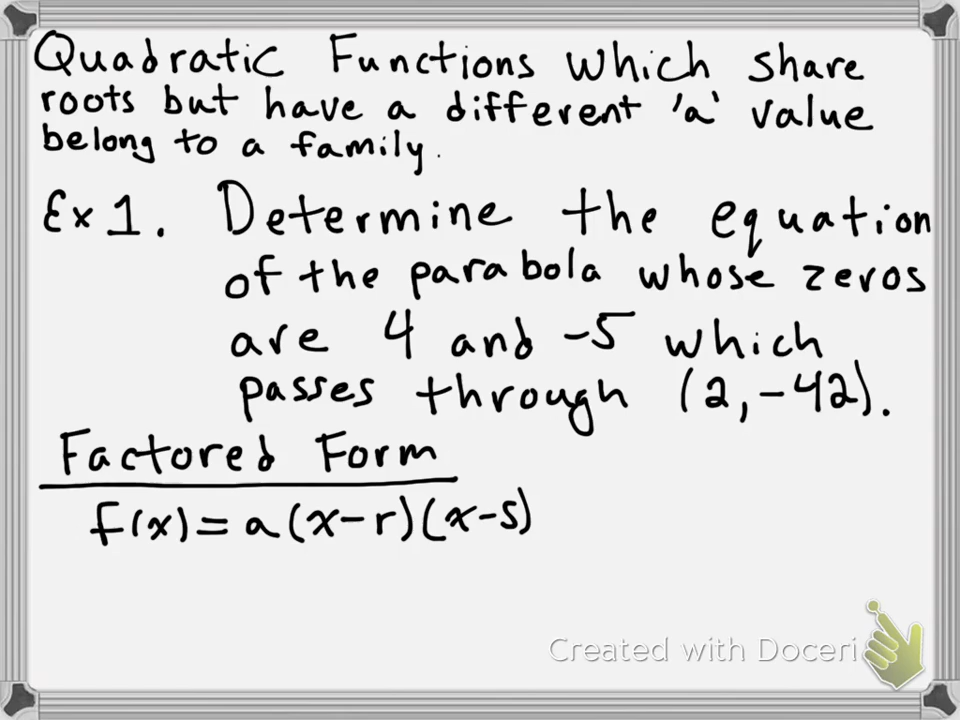 Quadratic Functions which share
roots but have a different 'a' value
belong to a family.
Ex 1. Determine the equation
of the parabola whose zeros
are 4 and -5 which
passes through (2, -42).
Factored Form
f(x) = a(x-r)(x-s)
Created with Doceri